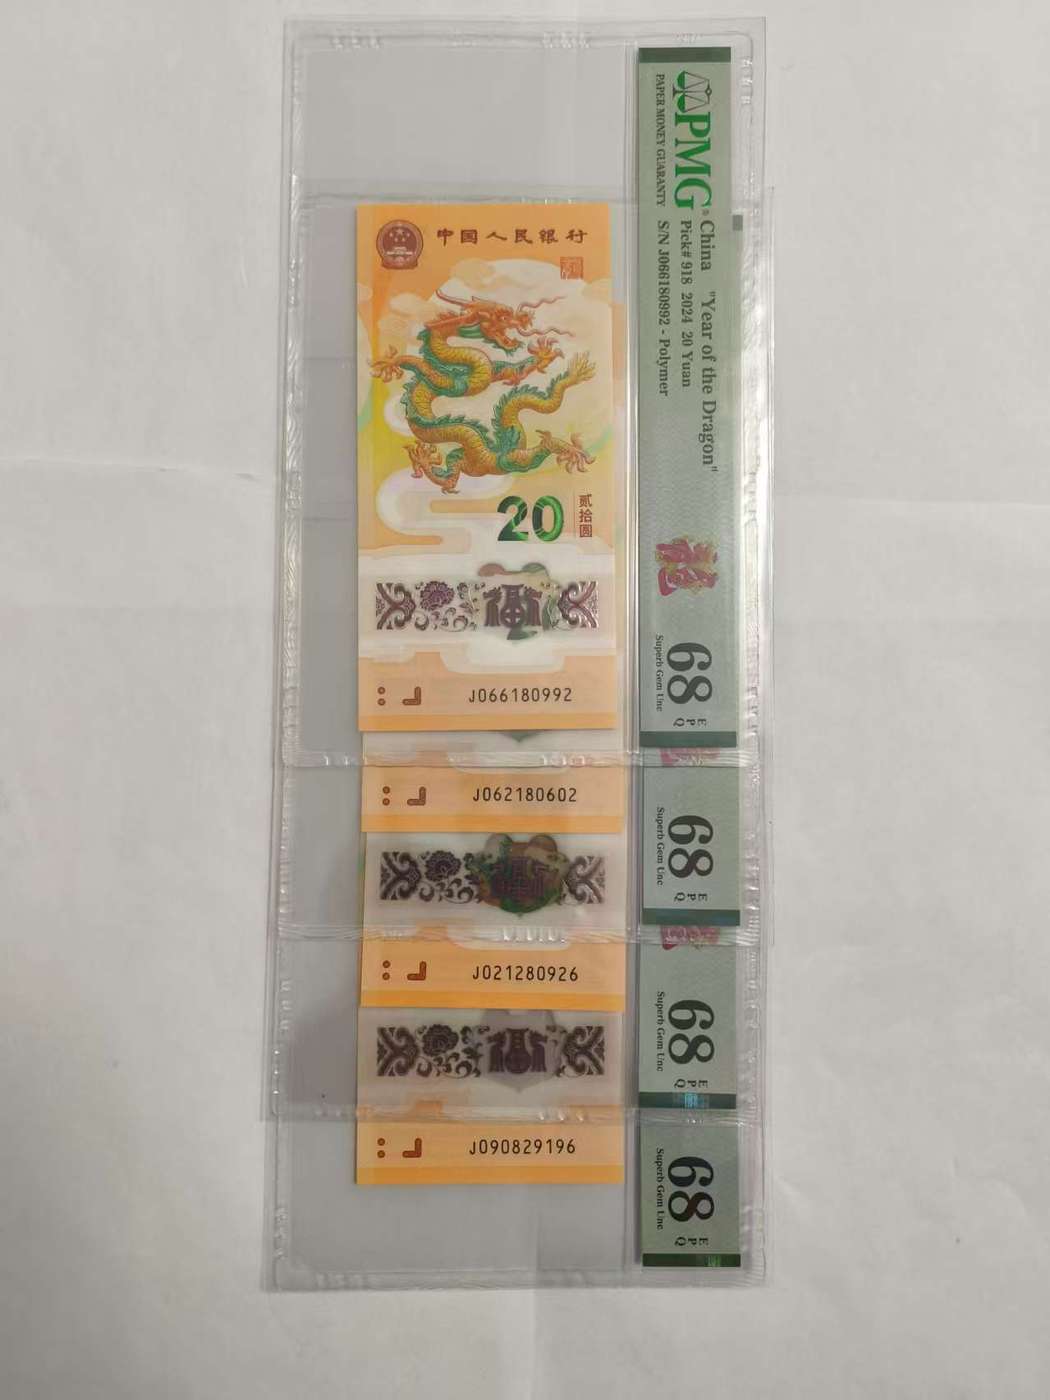 中国人民银行
20
贰拾圆
J066180992
J062180602
J021280926
J090829196
PMG®
PAPER MONEY GUARANTY
China "Year of the Dragon"
Pick# 918 2024 20 Yuan
S/N J066180992 - Polymer
68 EPQ
Superb Gem Unc
68 EPQ
Superb Gem Unc
68 EPQ
Superb Gem Unc
68 EPQ
Superb Gem Unc